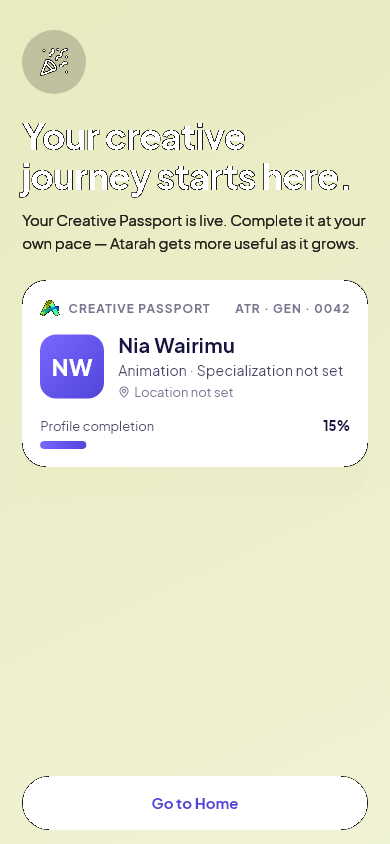 Your creative
journey starts here.
Your Creative Passport is live. Complete it at your
own pace — Atarah gets more useful as it grows.
CREATIVE PASSPORT ATR · GEN · 0042
NW
Nia Wairimu
Animation · Specialization not set
Location not set
Profile completion 15%
Go to Home